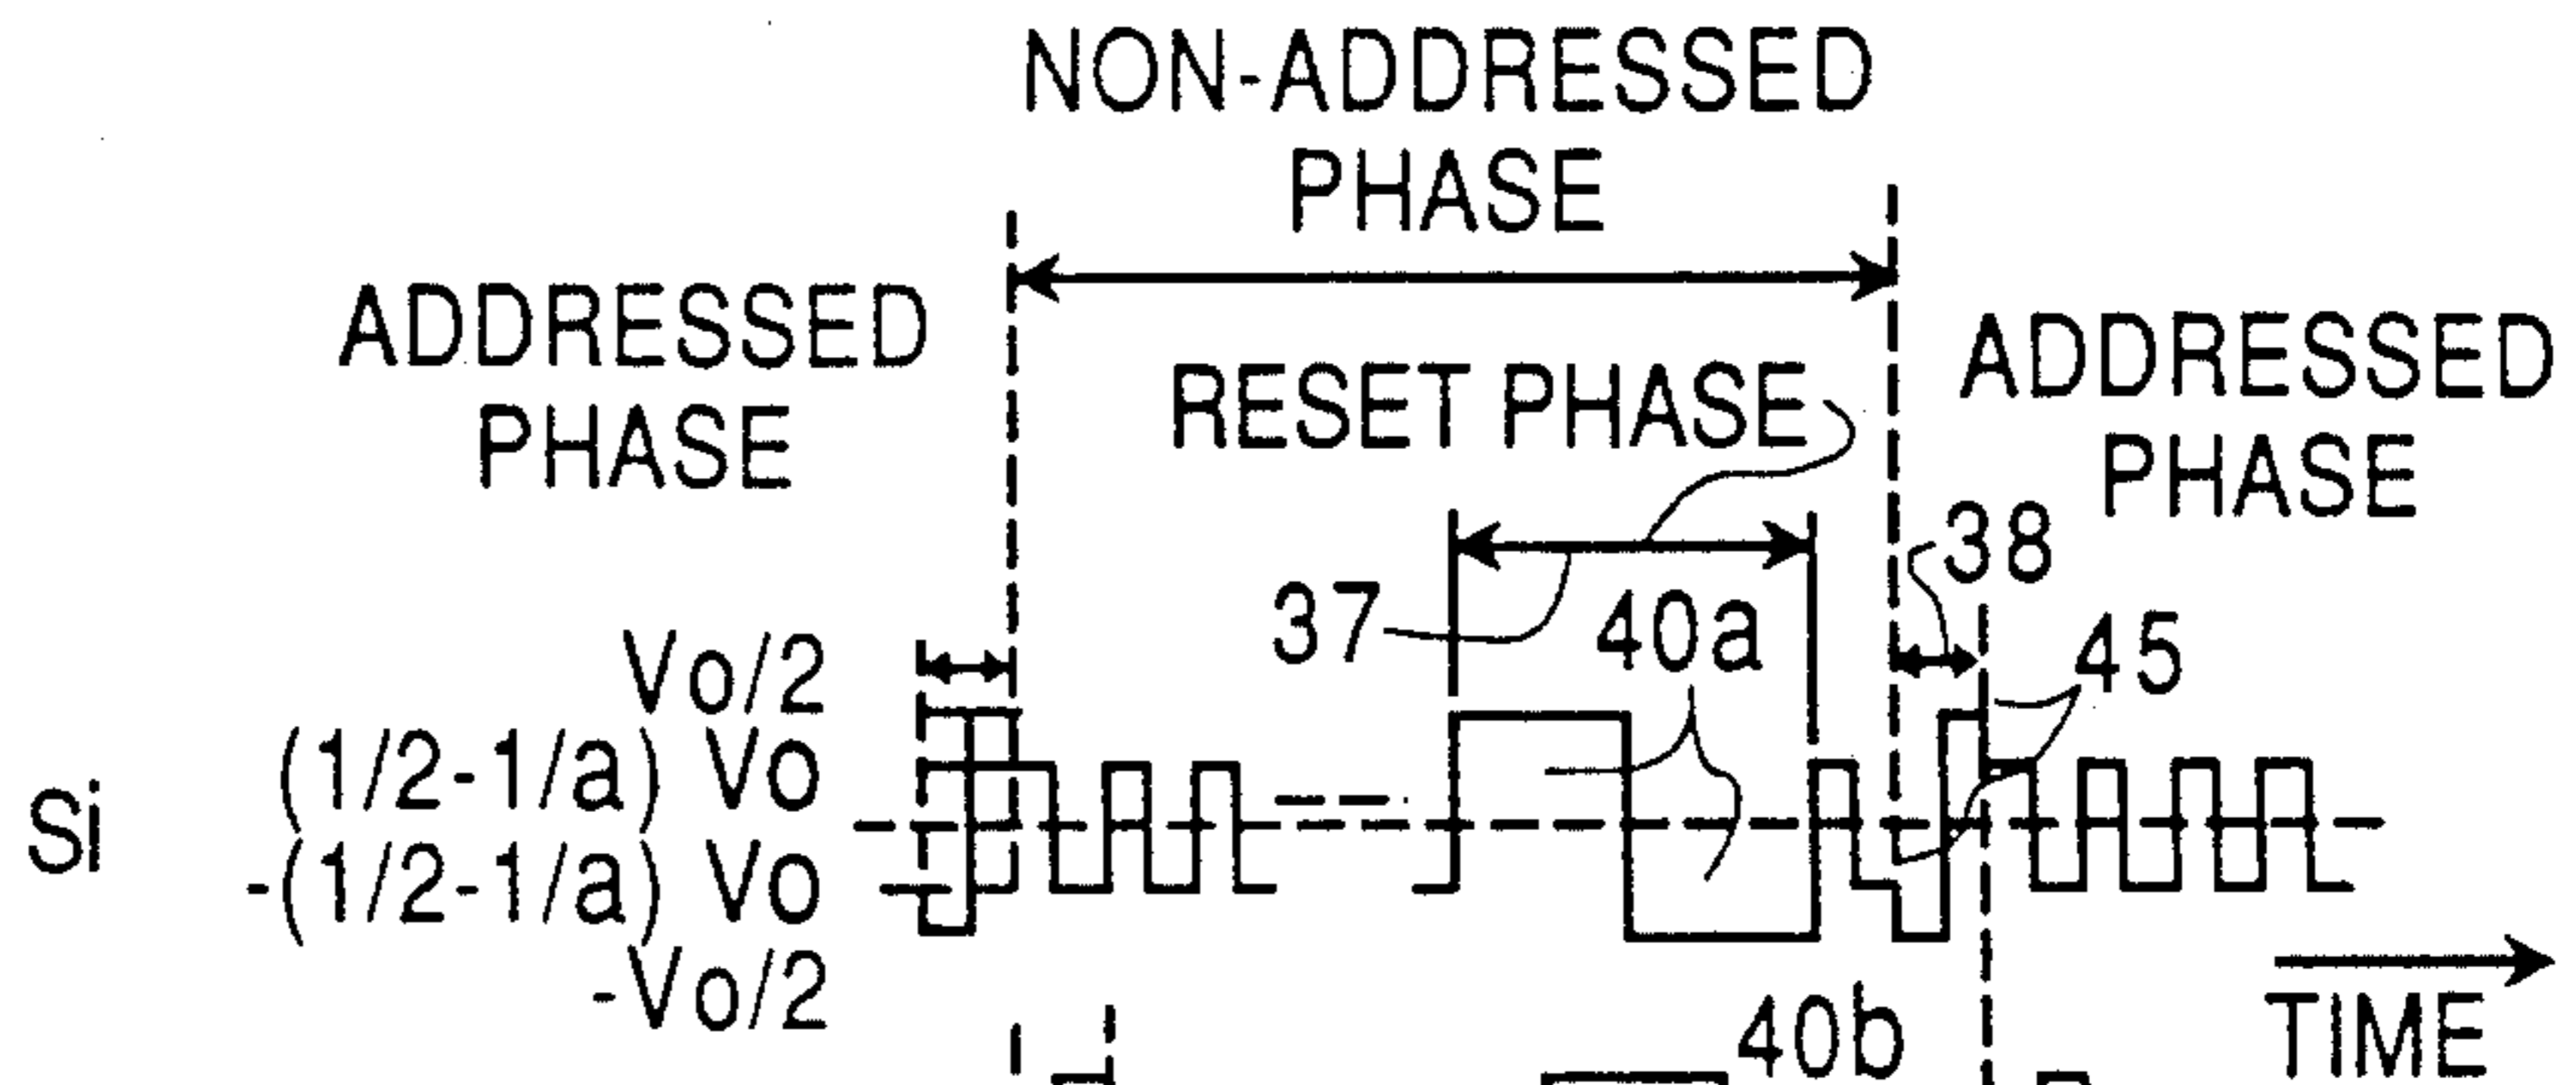 NON-ADDRESSED
PHASE
ADDRESSED
PHASE
RESET PHASE
ADDRESSED
PHASE
38
37
40a
45
Vo/2
(1/2-1/a) Vo
Si
-(1/2-1/a) Vo
-Vo/2
40b
TIME